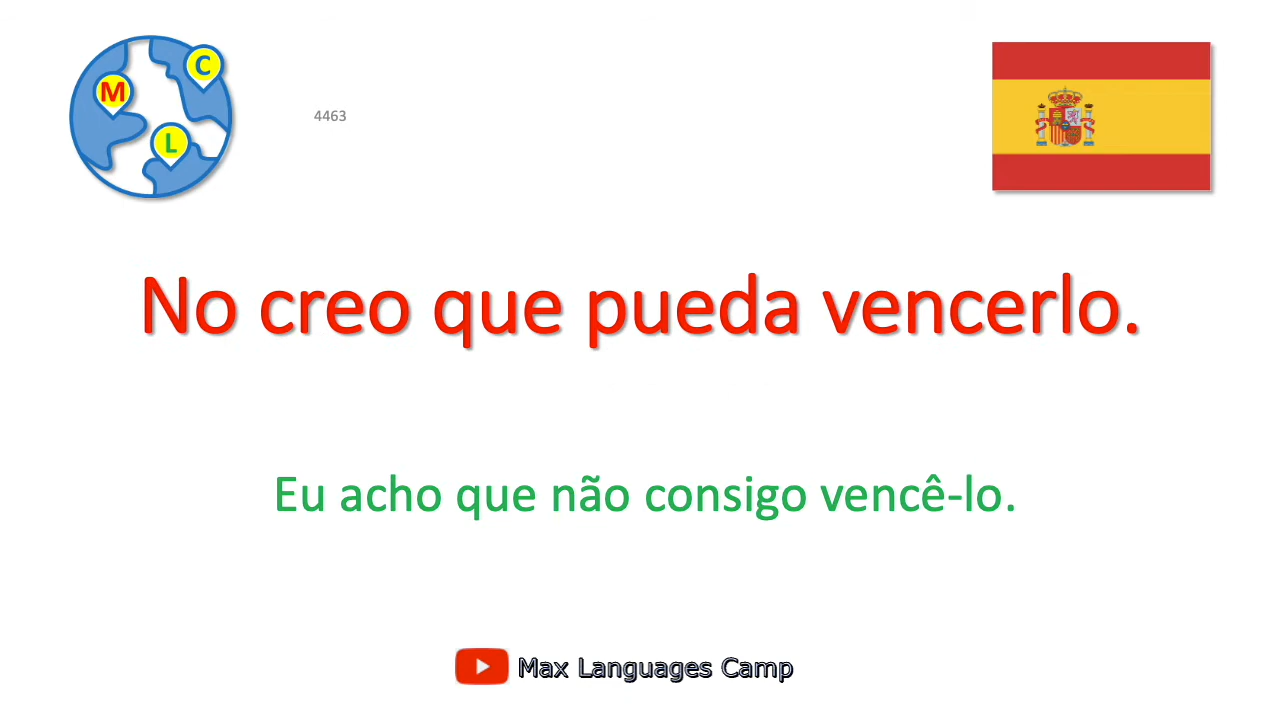 M
C
L
4463
No creo que pueda vencerlo.
Eu acho que não consigo vencê-lo.
Max Languages Camp